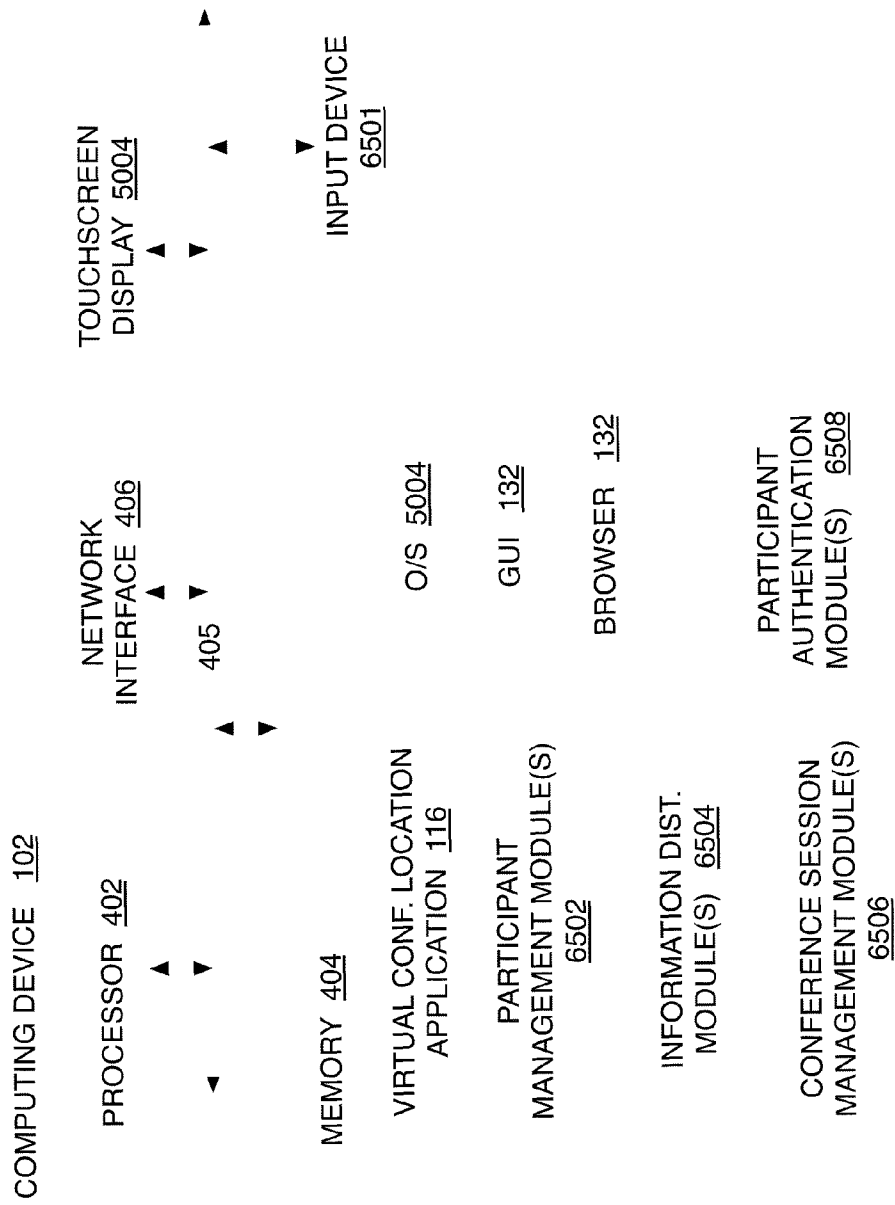 COMPUTING DEVICE 102
PROCESSOR 402
NETWORK
INTERFACE 406
TOUCHSCREEN
DISPLAY 5004
405
INPUT DEVICE
6501
MEMORY 404
VIRTUAL CONF. LOCATION
APPLICATION 116
O/S 5004
PARTICIPANT
MANAGEMENT MODULE(S)
6502
GUI 132
BROWSER 132
INFORMATION DIST.
MODULE(S) 6504
PARTICIPANT
AUTHENTICATION
MODULE(S) 6508
CONFERENCE SESSION
MANAGEMENT MODULE(S)
6506